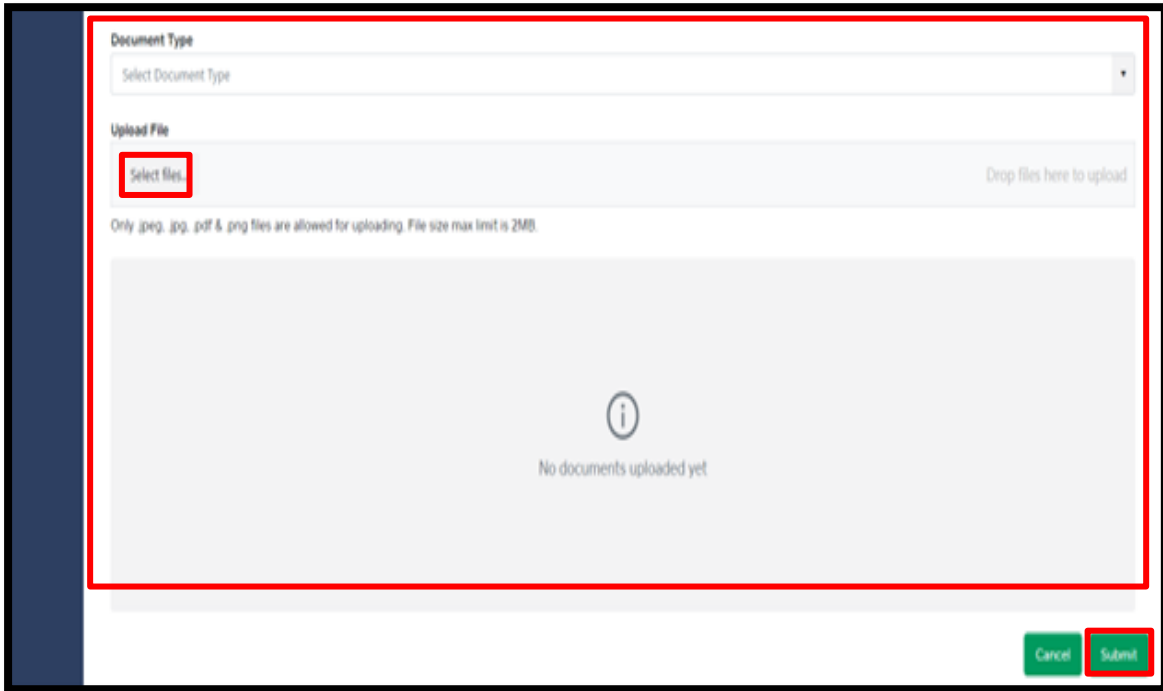 Document Type
Select Document Type
Upload File
Select files..
Drop files here to upload
Only .jpeg, .jpg, .pdf & .png files are allowed for uploading. File size max limit is 2MB.
No documents uploaded yet
Cancel
Submit